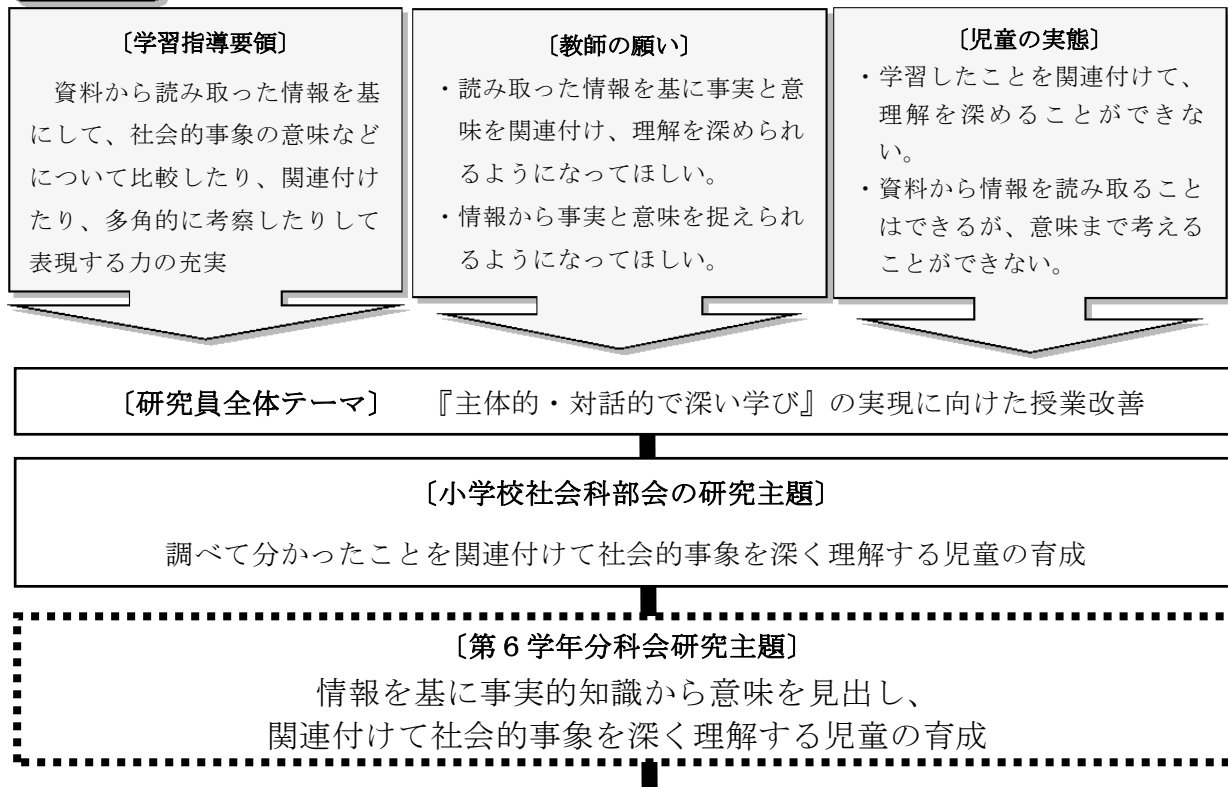 〔学習指導要領〕
資料から読み取った情報を基
にして、社会的事象の意味など
について比較したり、関連付け
たり、多角的に考察したりして
表現する力の充実
〔教師の願い〕
・読み取った情報を基に事実と意
味を関連付け、理解を深められ
るようになってほしい。
・情報から事実と意味を捉えられ
るようになってほしい。
〔児童の実態〕
・学習したことを関連付けて、
理解を深めることができな
い。
・資料から情報を読み取ること
はできるが、意味まで考える
ことができない。
〔研究員全体テーマ〕 『主体的・対話的で深い学び』の実現に向けた授業改善
〔小学校社会科部会の研究主題〕
調べて分かったことを関連付けて社会的事象を深く理解する児童の育成
〔第６学年分科会研究主題〕
情報を基に事実的知識から意味を見出し、
関連付けて社会的事象を深く理解する児童の育成